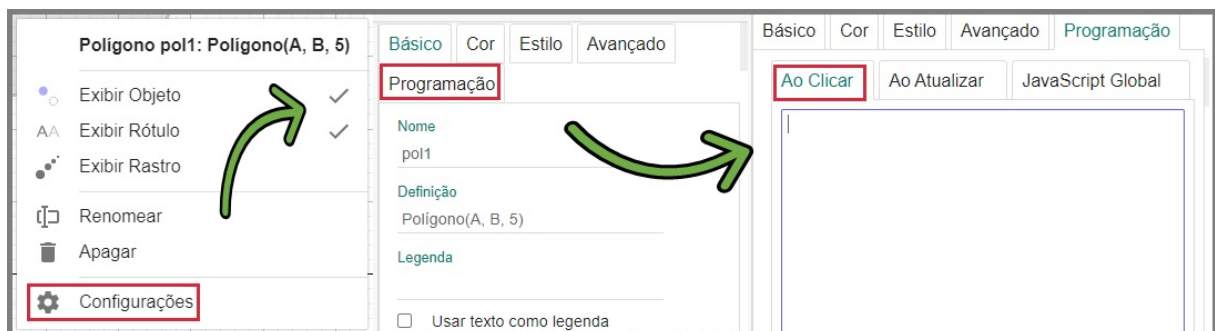 Polígono pol1: Polígono(A, B, 5)
Exibir Objeto
AA Exibir Rótulo
Exibir Rastro
Renomear
Apagar
Configurações
Básico Cor Estilo Avançado
Programação
Nome
pol1
Definição
Polígono(A, B, 5)
Legenda
Usar texto como legenda
Básico Cor Estilo Avançado Programação
Ao Clicar Ao Atualizar JavaScript Global